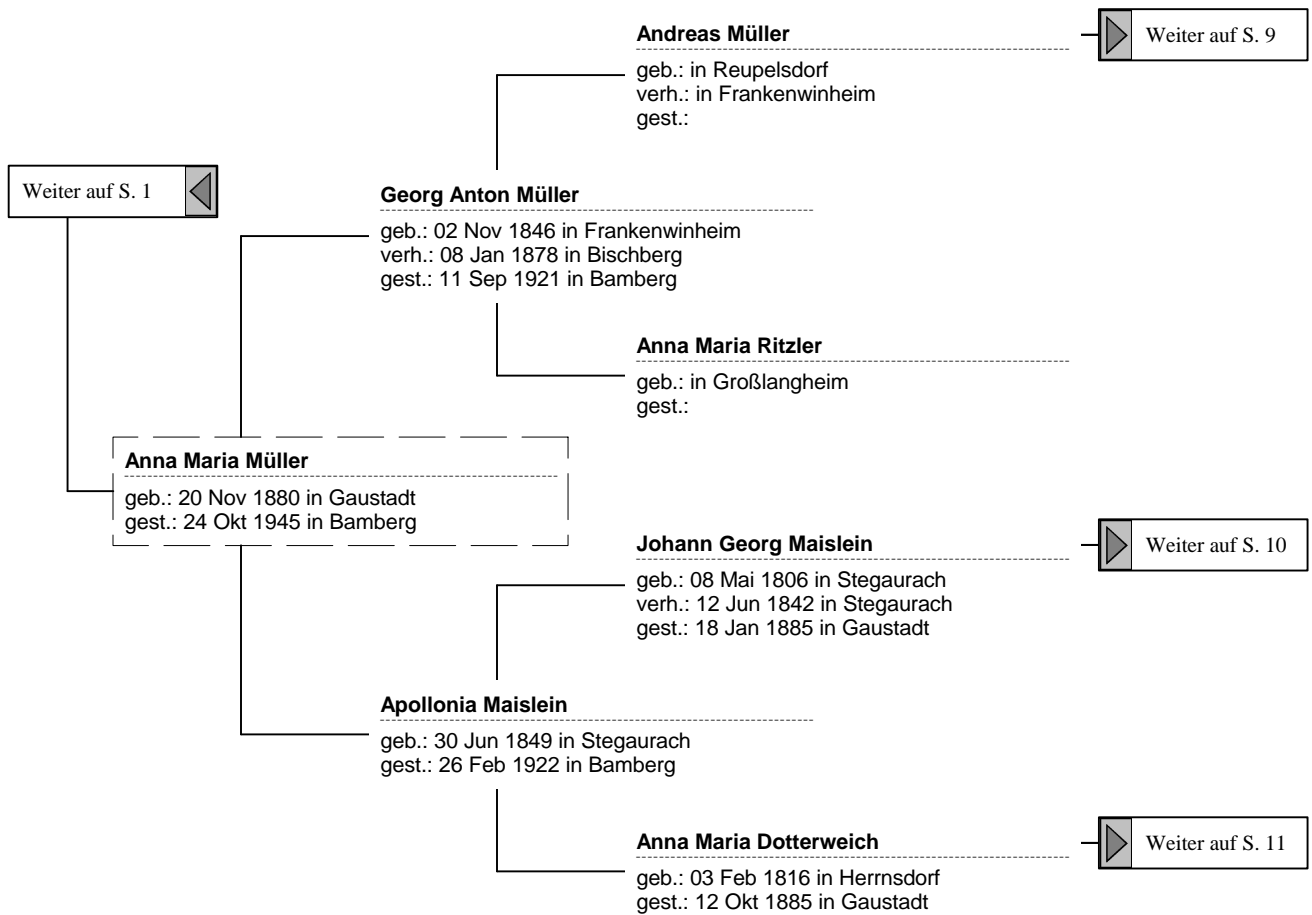 Andreas Müller
geb.: in Reupelsdorf
verh.: in Frankenwinheim
gest.:
Weiter auf S. 9
Weiter auf S. 1
Georg Anton Müller
geb.: 02 Nov 1846 in Frankenwinheim
verh.: 08 Jan 1878 in Bischberg
gest.: 11 Sep 1921 in Bamberg
Anna Maria Ritzler
geb.: in Großlangheim
gest.:
Anna Maria Müller
geb.: 20 Nov 1880 in Gaustadt
gest.: 24 Okt 1945 in Bamberg
Johann Georg Maislein
geb.: 08 Mai 1806 in Stegaurach
verh.: 12 Jun 1842 in Stegaurach
gest.: 18 Jan 1885 in Gaustadt
Weiter auf S. 10
Apollonia Maislein
geb.: 30 Jun 1849 in Stegaurach
gest.: 26 Feb 1922 in Bamberg
Anna Maria Dotterweich
geb.: 03 Feb 1816 in Herrnsdorf
gest.: 12 Okt 1885 in Gaustadt
Weiter auf S. 11